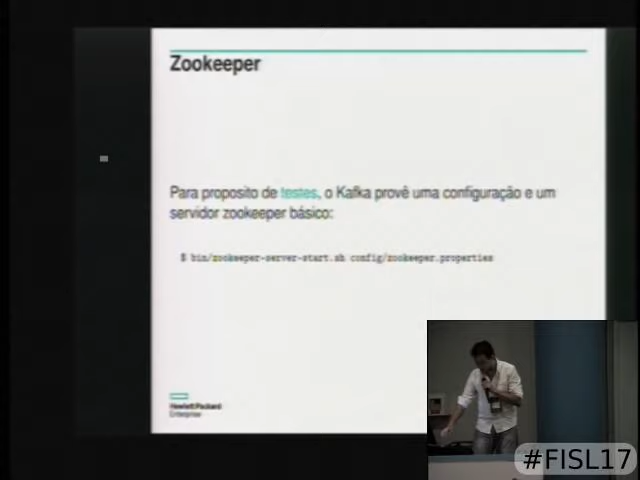 Zookeeper
Para proposito de testes, o Kafka provê uma configuração e um
servidor zookeeper básico:
$ bin/zookeeper-server-start.sh config/zookeeper.properties
Hewlett Packard
Enterprise
#FISL17